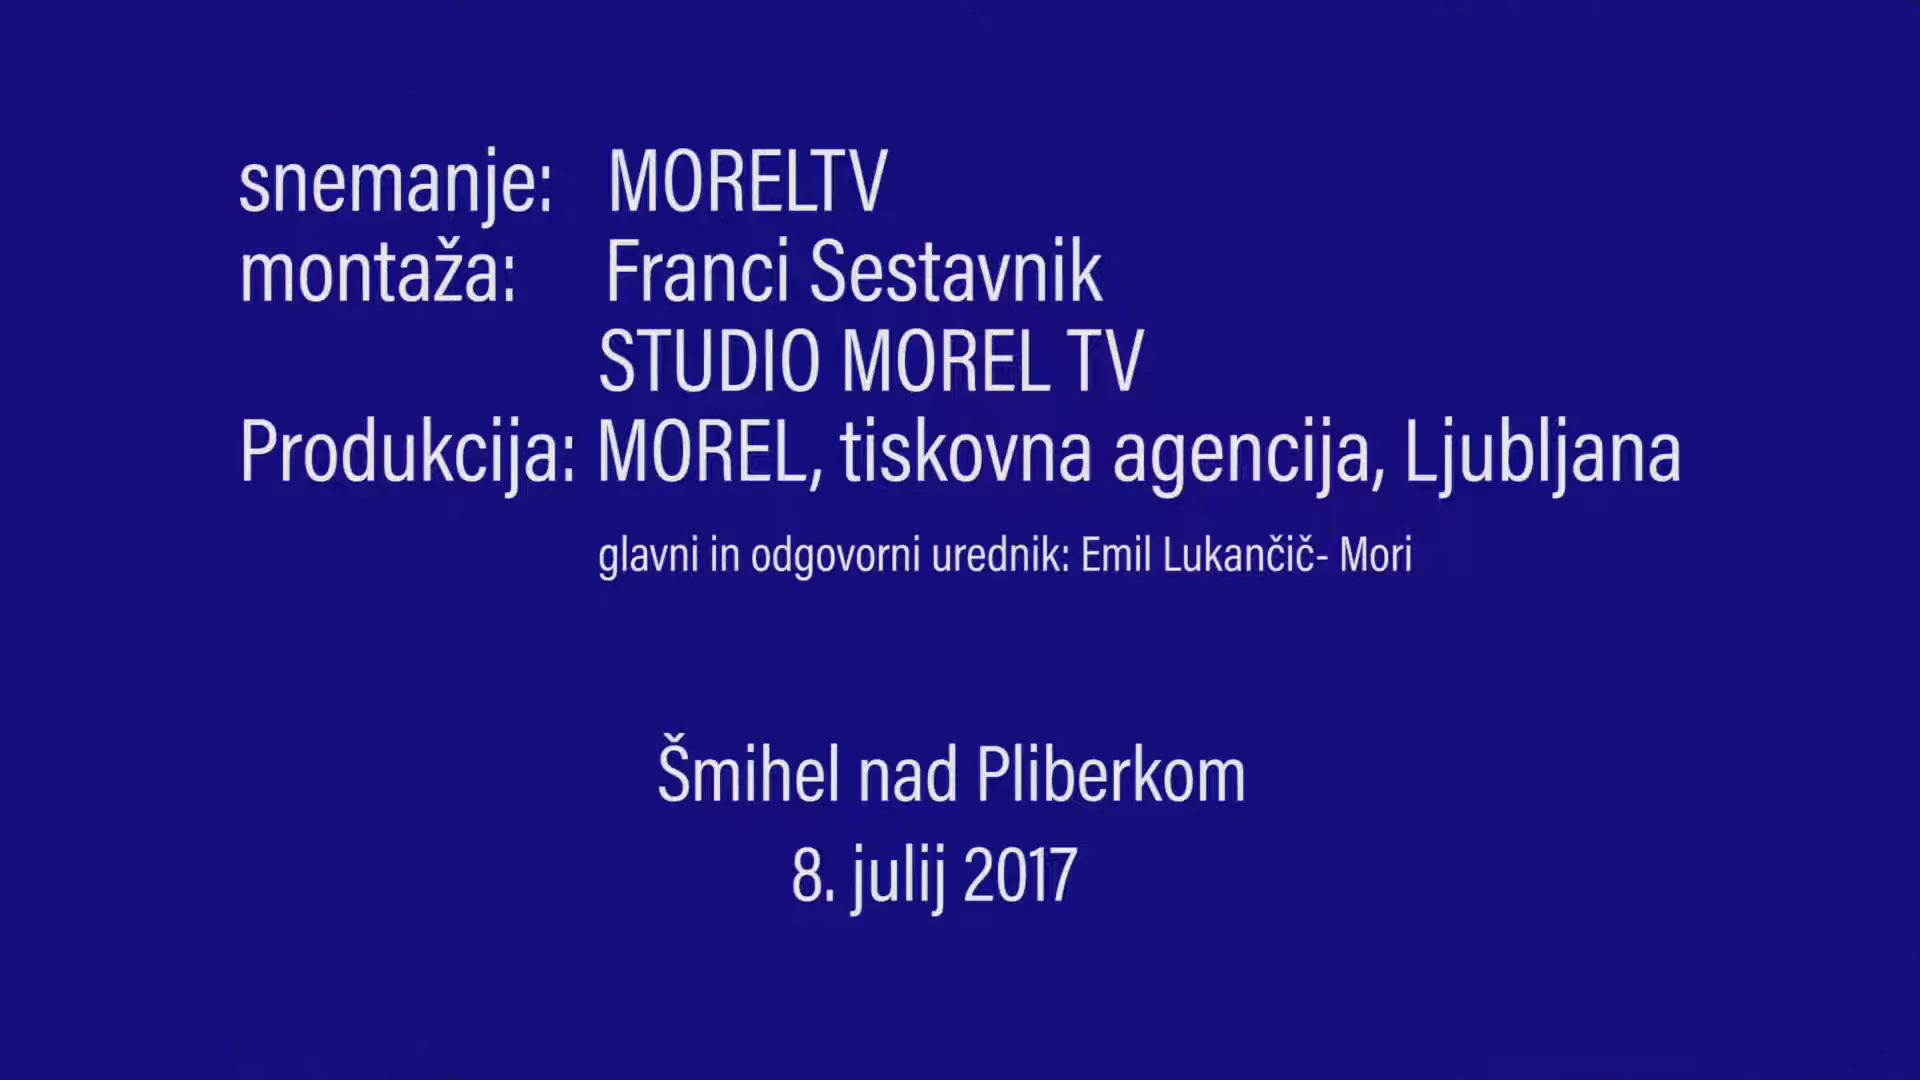 snemanje: MORELTV
montaža: Franci Sestavnik
STUDIO MOREL TV
Produkcija: MOREL, tiskovna agencija, Ljubljana
glavni in odgovorni urednik: Emil Lukančič- Mori
Šmihel nad Pliberkom
8. julij 2017